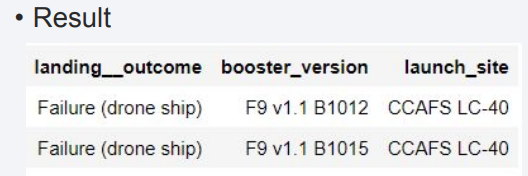 • Result
landing__outcome booster_version launch_site
Failure (drone ship) F9 v1.1 B1012 CCAFS LC-40
Failure (drone ship) F9 v1.1 B1015 CCAFS LC-40